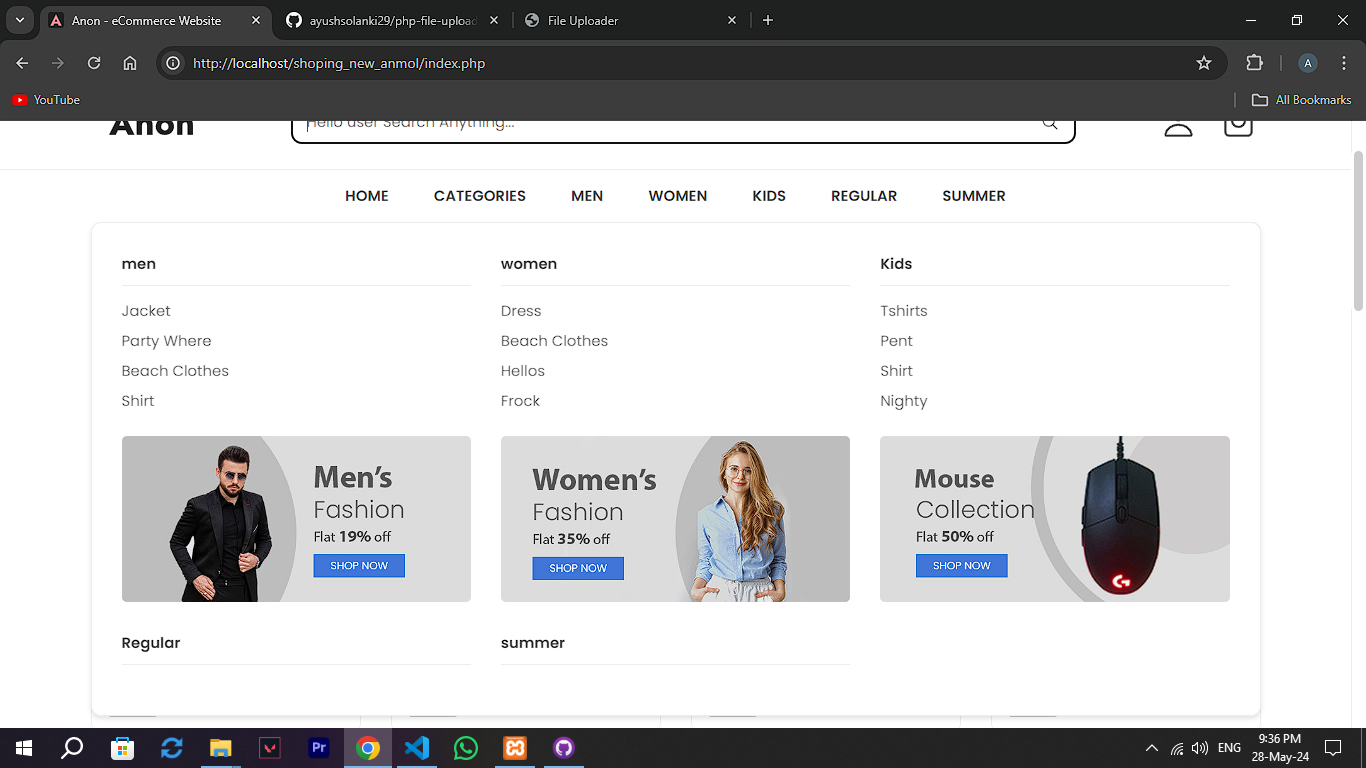 Anon - eCommerce Website
ayushsolanki29/php-file-upload
File Uploader
http://localhost/shoping_new_anmol/index.php
A
YouTube
All Bookmarks
Anon
Hello user Search Anything...
HOME CATEGORIES MEN WOMEN KIDS REGULAR SUMMER
men
Jacket
Party Where
Beach Clothes
Shirt
women
Dress
Beach Clothes
Hellos
Frock
Kids
Tshirts
Pent
Shirt
Nighty
Men's
Fashion
Flat 19% off
SHOP NOW
Women's
Fashion
Flat 35% off
SHOP NOW
Mouse
Collection
Flat 50% off
SHOP NOW
G
Regular
summer
Pr
ENG
9:36 PM
28-May-24